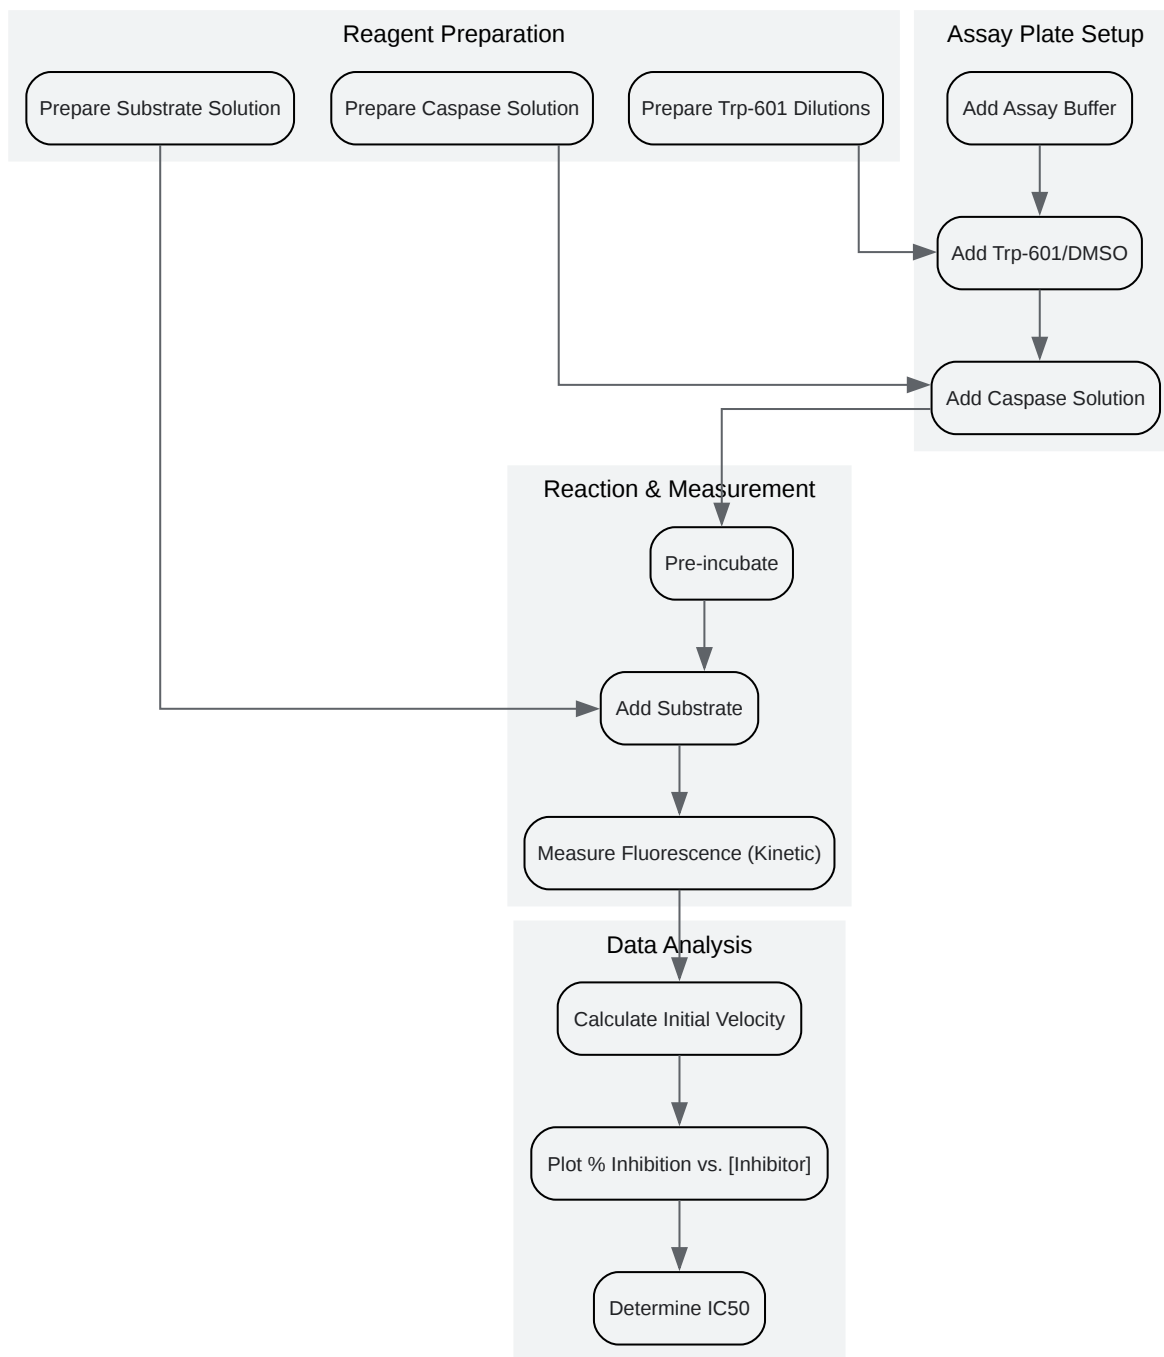 Reagent Preparation
Prepare Substrate Solution
Prepare Caspase Solution
Prepare Trp-601 Dilutions
Assay Plate Setup
Add Assay Buffer
Add Trp-601/DMSO
Add Caspase Solution
Reaction & Measurement
Pre-incubate
Add Substrate
Measure Fluorescence (Kinetic)
Data Analysis
Calculate Initial Velocity
Plot % Inhibition vs. [Inhibitor]
Determine IC50